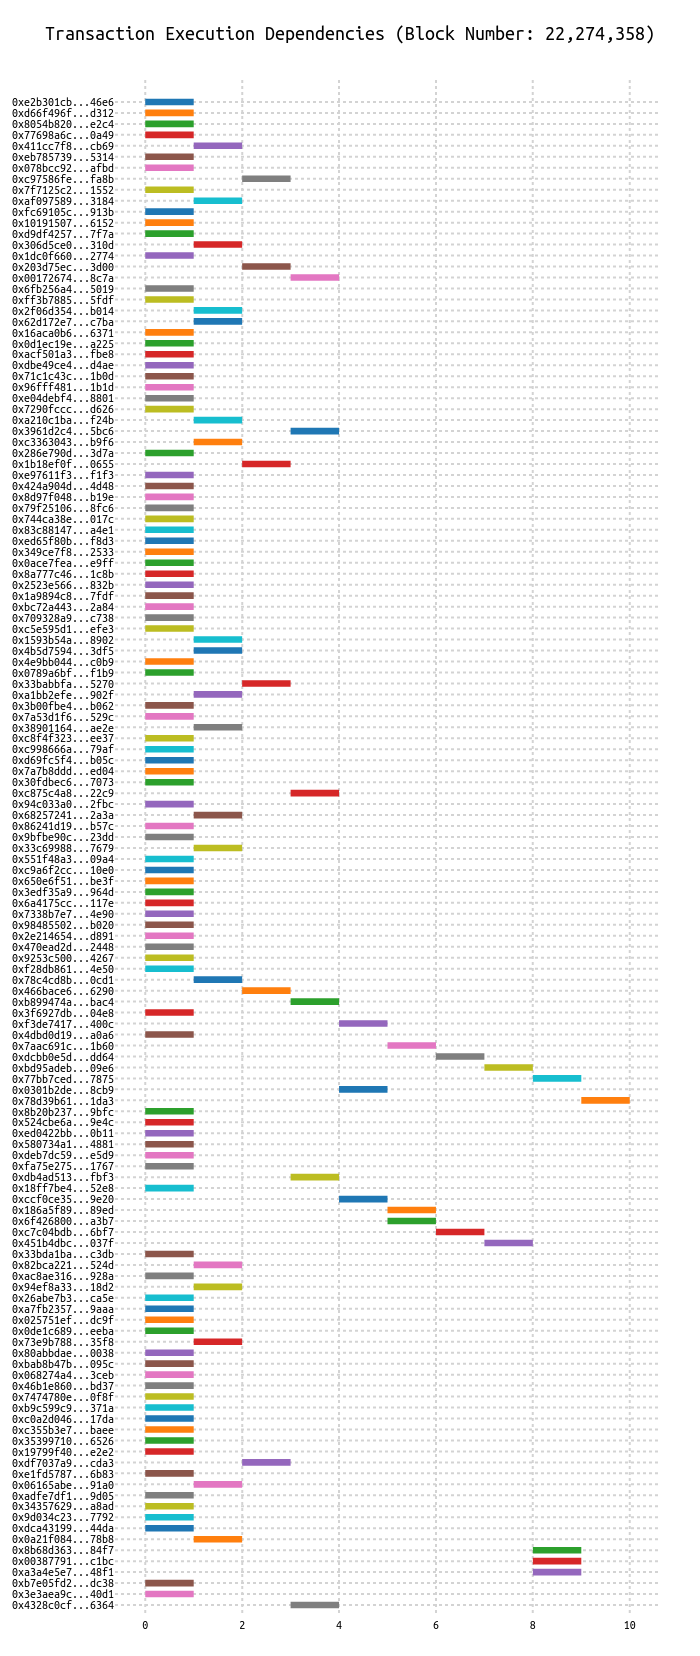 Transaction Execution Dependencies (Block Number: 22,274,358)
0xe2b301cb...46e6
0xd66f496f...d312
0x8054b820...e2c4
0x77698a6c...0a49
0x411cc7f8...cb69
0xeb785739...5314
0x078bcc92...afbd
0xc97586fe...fa8b
0x7f7125c2...1552
0xaf097589...3184
0xfc69105c...913b
0x10191507...6152
0xd9df4257...7f7a
0x306d5ce0...310d
0x1dc0f660...2774
0x203d75ec...3d00
0x00172674...8c7a
0x6fb256a4...5019
0xff3b7885...5fdf
0x2f06d354...b014
0x62d172e7...c7ba
0x16aca0b6...6371
0x0d1ec19e...a225
0xacf501a3...fbe8
0xdbe49ce4...d4ae
0x71c1c43c...1b0d
0x96fff481...1b1d
0xe04debf4...8801
0x7290fccc...d626
0xa210c1ba...f24b
0x3961d2c4...5bc6
0xc3363043...b9f6
0x286e790d...3d7a
0x1b18ef0f...0655
0xe97611f3...f1f3
0x424a904d...4d48
0x8d97f048...b19e
0x79f25106...8fc6
0x744ca38e...017c
0x83c88147...a4e1
0xed65f80b...f8d3
0x349ce7f8...2533
0x0ace7fea...e9ff
0x8a777c46...1c8b
0x2523e566...832b
0x1a9894c8...7fdf
0xbc72a443...2a84
0x709328a9...c738
0xc5e595d1...efe3
0x1593b54a...8902
0x4b5d7594...3df5
0x4e9bb044...c0b9
0x0789a6bf...f1b9
0x33babbfa...5270
0xa1bb2efe...902f
0x3b00fbe4...b062
0x7a53d1f6...529c
0x38901164...ae2e
0xc8f4f323...ee37
0xc998666a...79af
0xd69fc5f4...b05c
0x7a7b8ddd...ed04
0x30fdbec6...7073
0xc875c4a8...22c9
0x94c033a0...2fbc
0x68257241...2a3a
0x86241d19...b57c
0x9bfbe90c...23dd
0x33c69988...7679
0x551f48a3...09a4
0xc9a6f2cc...10e0
0x650e6f51...be3f
0x3edf35a9...964d
0x6a4175cc...117e
0x7338b7e7...4e90
0x98485502...b020
0x2e214654...d891
0x470ead2d...2448
0x9253c500...4267
0xf28db861...4e50
0x78c4cd8b...0cd1
0x466bace6...6290
0xb899474a...bac4
0x3f6927db...04e8
0xf3de7417...400c
0x4dbd0d19...a0a6
0x7aac691c...1b60
0xdcbb0e5d...dd64
0xbd95adeb...09e6
0x77bb7ced...7875
0x0301b2de...8cb9
0x78d39b61...1da3
0x8b20b237...9bfc
0x524cbe6a...9e4c
0xed0422bb...0b11
0x580734a1...4881
0xdeb7dc59...e5d9
0xfa75e275...1767
0xdb4ad513...fbf3
0x18ff7be4...52e8
0xccf0ce35...9e20
0x186a5f89...89ed
0x6f426800...a3b7
0xc7c04bdb...6bf7
0x451b4dbc...037f
0x33bda1ba...c3db
0x82bca221...524d
0xac8ae316...928a
0x94ef8a33...18d2
0x26abe7b3...ca5e
0xa7fb2357...9aaa
0x025751ef...dc9f
0x0de1c689...eeba
0x73e9b788...35f8
0x80abbdae...0038
0xbab8b47b...095c
0x068274a4...3ceb
0x46b1e860...bd37
0x7474780e...0f8f
0xb9c599c9...371a
0xc0a2d046...17da
0xc355b3e7...baee
0x35399710...6526
0x19799f40...e2e2
0xdf7037a9...cda3
0xe1fd5787...6b83
0x06165abe...91a0
0xadfe7df1...9d05
0x34357629...a8ad
0x9d034c23...7792
0xdca43199...44da
0x0a21f084...78b8
0x8b68d363...84f7
0x00387791...c1bc
0xa3a4e5e7...48f1
0xb7e05fd2...dc38
0x3e3aea9c...40d1
0x4328c0cf...6364
0 2 4 6 8 10